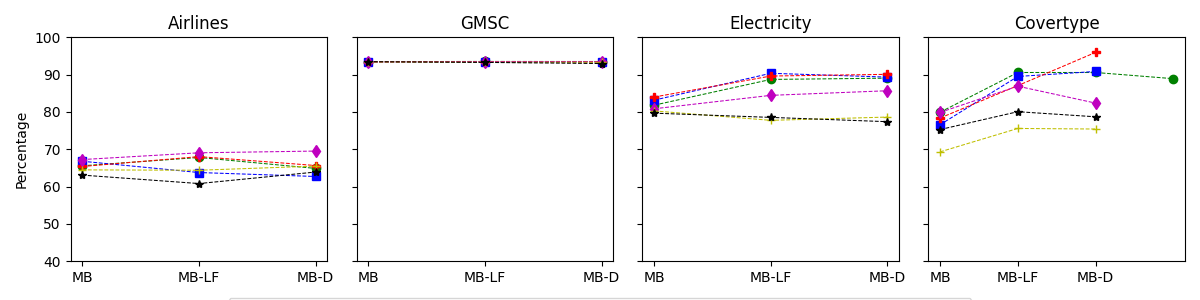 Airlines GMSC Electricity Covertype
Percentage
100
90
80
70
60
50
40
MB MB-LF MB-D MB MB-LF MB-D MB MB-LF MB-D MB MB-LF MB-D